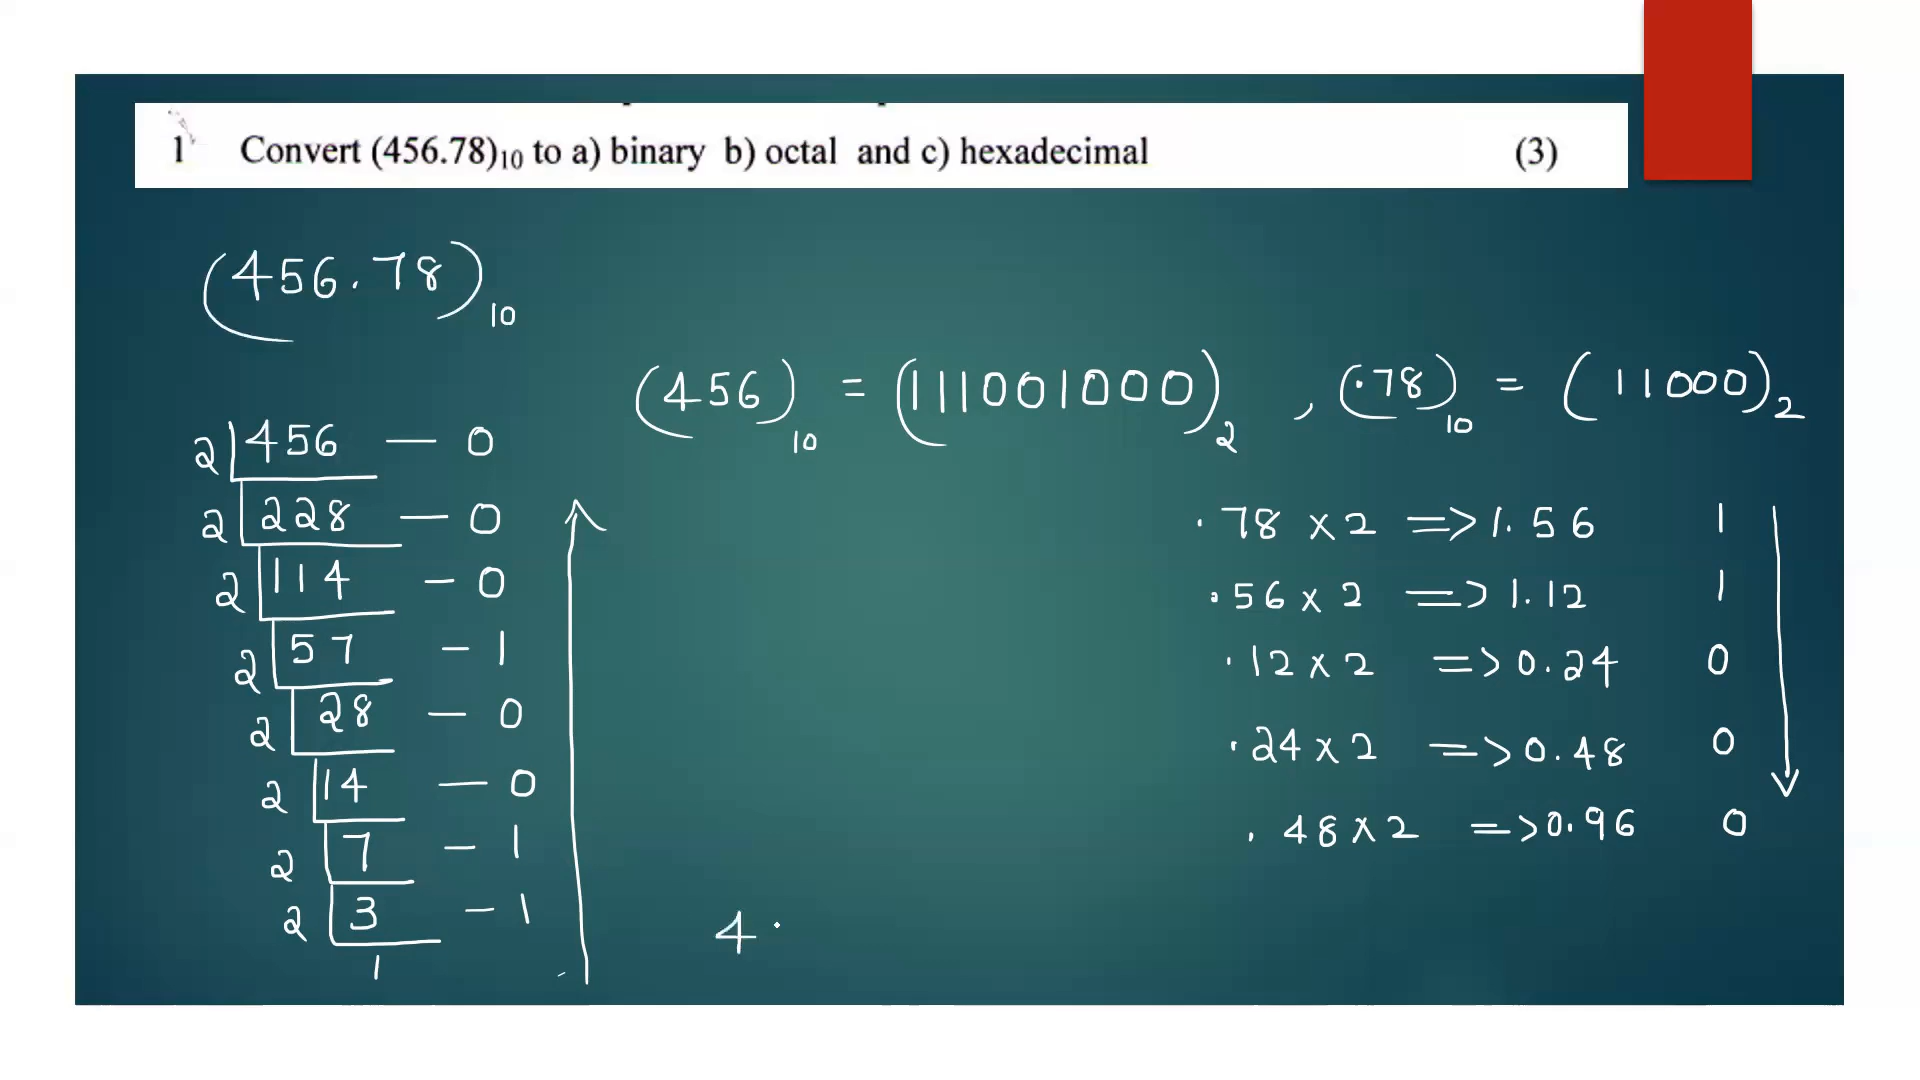 1 Convert (456.78)10 to a) binary b) octal and c) hexadecimal (3)
(456.78)10
(456)10 = (111001000)2 , (.78)10 = (11000)2
2 456 — 0
2 228 — 0
2 114 - 0
2 57 - 1
2 28 — 0
2 14 — 0
2 7 - 1
2 3 - 1
1
.78 x 2 => 1.56 1
.56 x 2 => 1.12 1
.12 x 2 => 0.24 0
.24 x 2 => 0.48 0
.48 x 2 => 0.96 0
4.